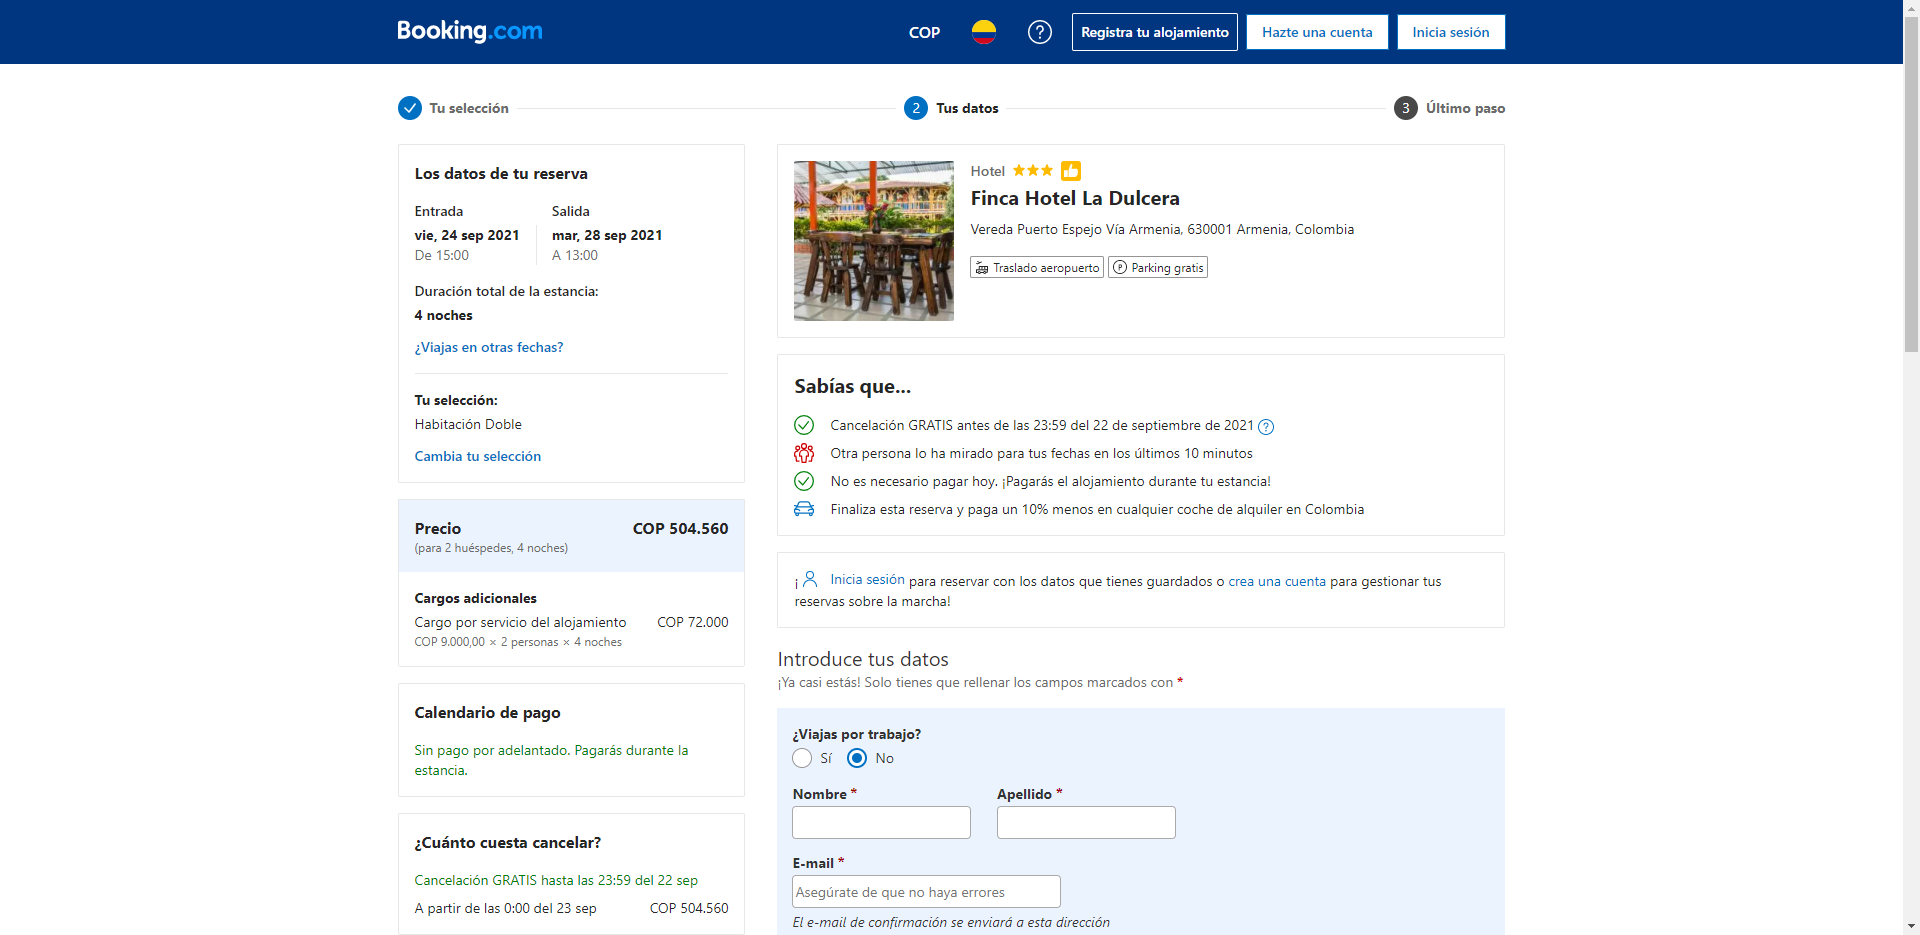 Booking.com
COP
?
Registra tu alojamiento
Hazte una cuenta
Inicia sesión
Tu selección
2 Tus datos
3 Último paso
Los datos de tu reserva
Entrada
Salida
vie, 24 sep 2021
mar, 28 sep 2021
De 15:00
A 13:00
Duración total de la estancia:
4 noches
¿Viajas en otras fechas?
Tu selección:
Habitación Doble
Cambia tu selección
Precio COP 504.560
(para 2 huéspedes, 4 noches)
Cargos adicionales
Cargo por servicio del alojamiento COP 72.000
COP 9.000,00 × 2 personas × 4 noches
Calendario de pago
Sin pago por adelantado. Pagarás durante la
estancia.
¿Cuánto cuesta cancelar?
Cancelación GRATIS hasta las 23:59 del 22 sep
A partir de las 0:00 del 23 sep COP 504.560
Hotel
Finca Hotel La Dulcera
Vereda Puerto Espejo Vía Armenia, 630001 Armenia, Colombia
Traslado aeropuerto
P Parking gratis
Sabías que...
Cancelación GRATIS antes de las 23:59 del 22 de septiembre de 2021 ?
Otra persona lo ha mirado para tus fechas en los últimos 10 minutos
No es necesario pagar hoy. ¡Pagarás el alojamiento durante tu estancia!
Finaliza esta reserva y paga un 10% menos en cualquier coche de alquiler en Colombia
¡ Inicia sesión para reservar con los datos que tienes guardados o crea una cuenta para gestionar tus
reservas sobre la marcha!
Introduce tus datos
¡Ya casi estás! Solo tienes que rellenar los campos marcados con *
¿Viajas por trabajo?
Sí
No
Nombre *
Apellido *
E-mail *
Asegúrate de que no haya errores
El e-mail de confirmación se enviará a esta dirección